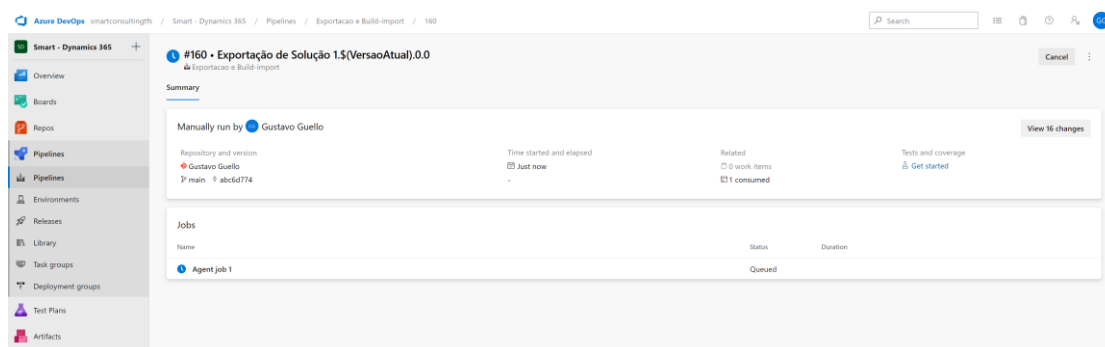 Azure DevOps smartconsultingtfs / Smart - Dynamics 365 / Pipelines / Exportacao e Build-import / 160
Search
GG
SD Smart - Dynamics 365
Overview
Boards
Repos
Pipelines
Pipelines
Environments
Releases
Library
Task groups
Deployment groups
Test Plans
Artifacts
#160 • Exportação de Solução 1.$(VersaoAtual).0.0
Exportacao e Build-import
Cancel
Summary
Manually run by Gustavo Guello
View 16 changes
Repository and version
Time started and elapsed
Related
Tests and coverage
Gustavo Guello
Just now
0 work items
Get started
main abc6d774
-
1 consumed
Jobs
Name Status Duration
Agent job 1 Queued